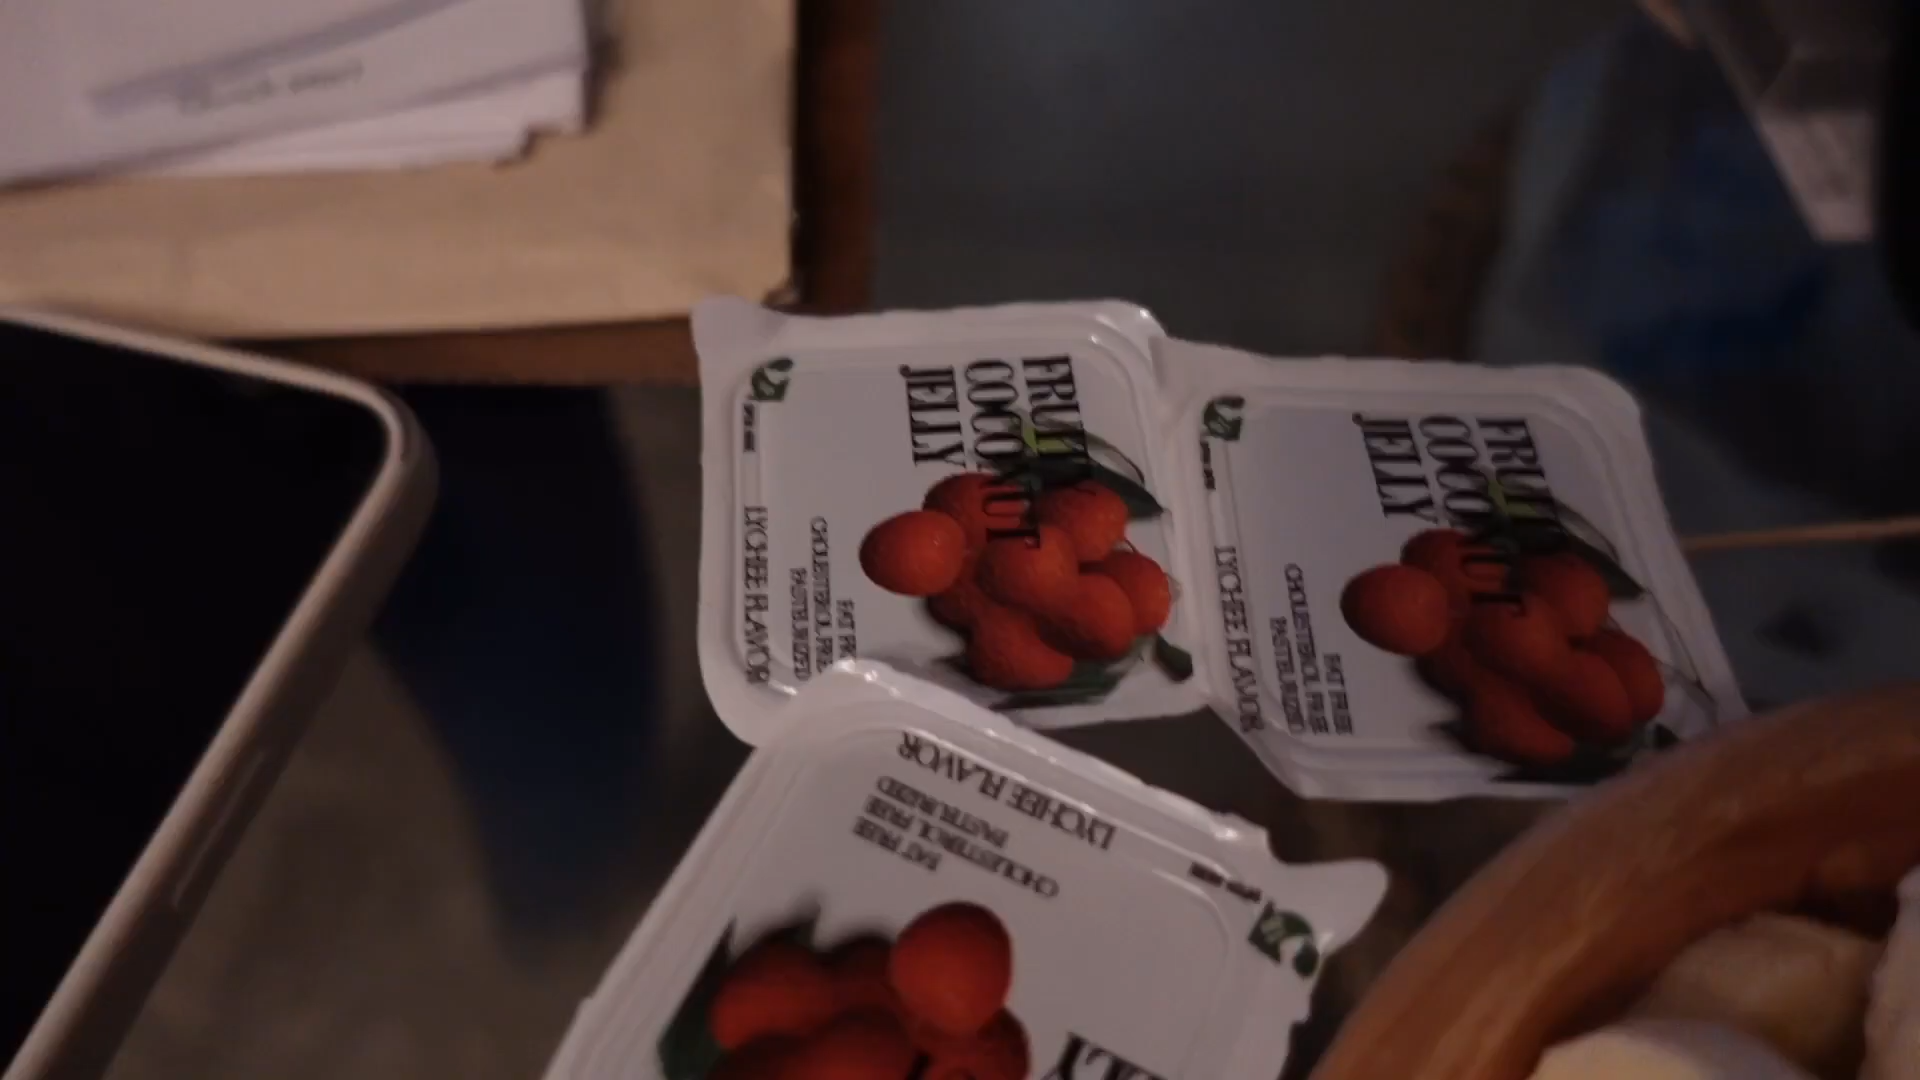 FRUIT
COCONUT
JELLY
FAT FREE
CHOLESTEROL FREE
PASTEURIZED
LYCHEE FLAVOR
FRUIT
COCONUT
JELLY
FAT FREE
CHOLESTEROL FREE
PASTEURIZED
LYCHEE FLAVOR
LYCHEE FLAVOR
PASTEURIZED
CHOLESTEROL FREE
FAT FREE